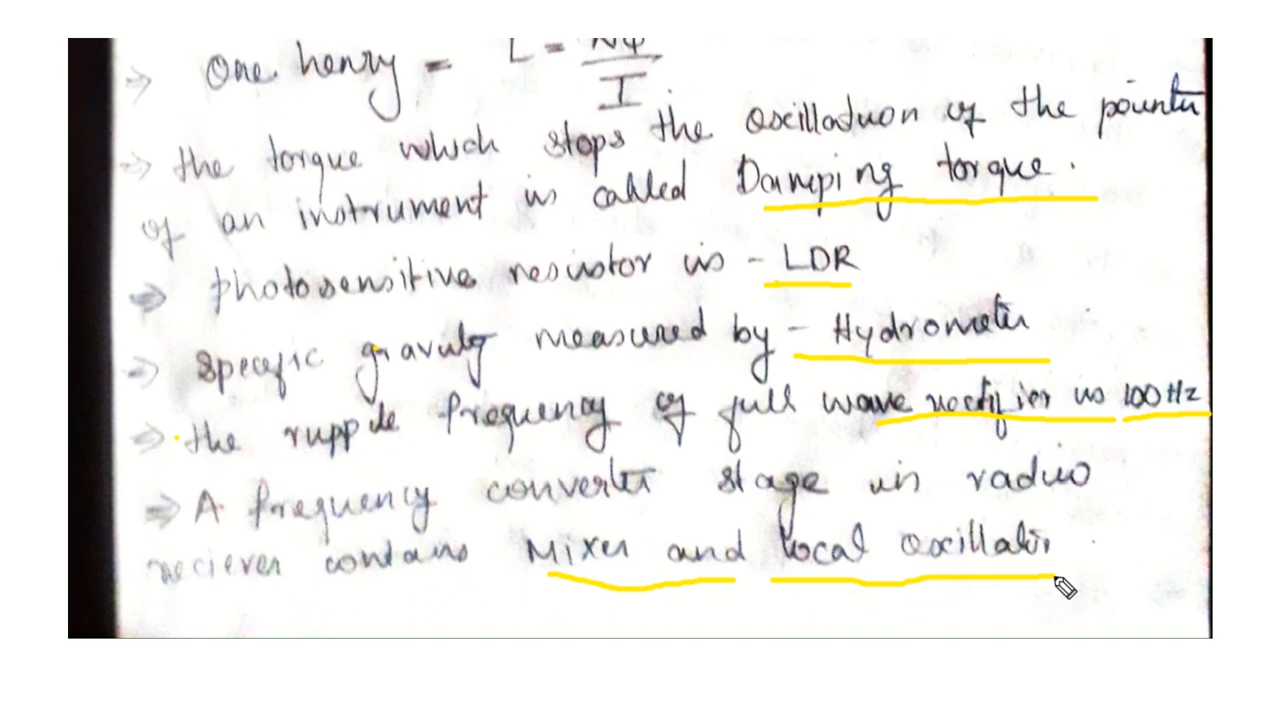 ⇒ One henry = L = Nφ / I
⇒ the torque which stops the oscillation of the pointer
of an instrument is called Damping torque.
⇒ photosensitive resistor is - LDR
⇒ specific gravity measured by - Hydrometer
⇒ the ripple frequency of full wave rectifier is 100Hz
⇒ A frequency converter stage in radio
reciever contains Mixer and local oscillator.